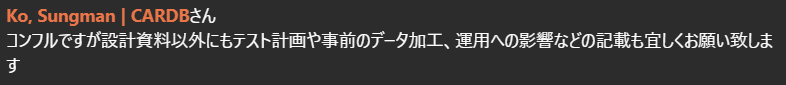 Ko, Sungman | CARDBさん
コンフルですが設計資料以外にもテスト計画や事前のデータ加工、運用への影響などの記載も宜しくお願い致しま
す